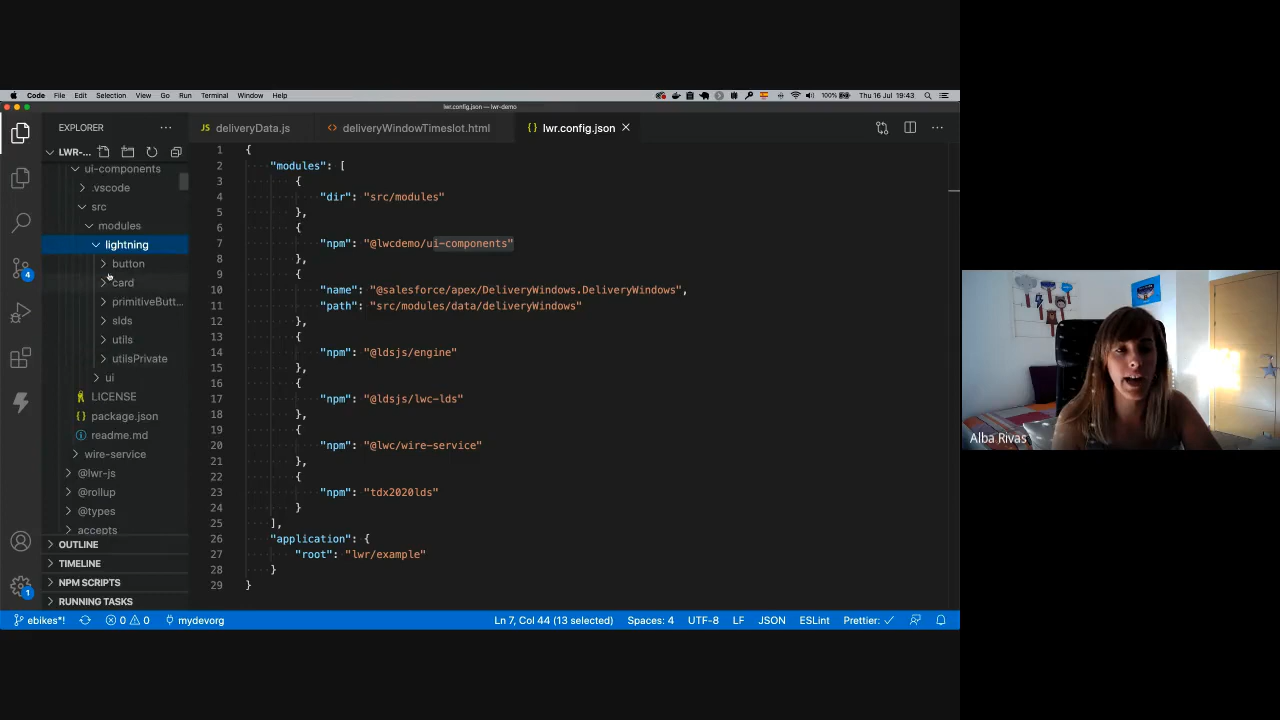 Code File Edit Selection View Go Run Terminal Window Help 100% Thu 16 Jul 19:43
lwr.config.json — lwr-demo
EXPLORER
LWR-...
ui-components
.vscode
src
modules
lightning
button
card
primitiveButt...
slds
utils
utilsPrivate
ui
LICENSE
package.json
readme.md
wire-service
@lwr-js
@rollup
@types
accepts
OUTLINE
TIMELINE
NPM SCRIPTS
RUNNING TASKS
JS deliveryData.js <> deliveryWindowTimeslot.html {} lwr.config.json
1 {
2 "modules": [
3 {
4 "dir": "src/modules"
5 },
6 {
7 "npm": "@lwcdemo/ui-components"
8 },
9 {
10 "name": "@salesforce/apex/DeliveryWindows.DeliveryWindows",
11 "path": "src/modules/data/deliveryWindows"
12 },
13 {
14 "npm": "@ldsjs/engine"
15 },
16 {
17 "npm": "@ldsjs/lwc-lds"
18 },
19 {
20 "npm": "@lwc/wire-service"
21 },
22 {
23 "npm": "tdx2020lds"
24 }
25 ],
26 "application": {
27 "root": "lwr/example"
28 }
29 }
4
1
ebikes*! 0 0 mydevorg Ln 7, Col 44 (13 selected) Spaces: 4 UTF-8 LF JSON ESLint Prettier: ✓
Alba Rivas